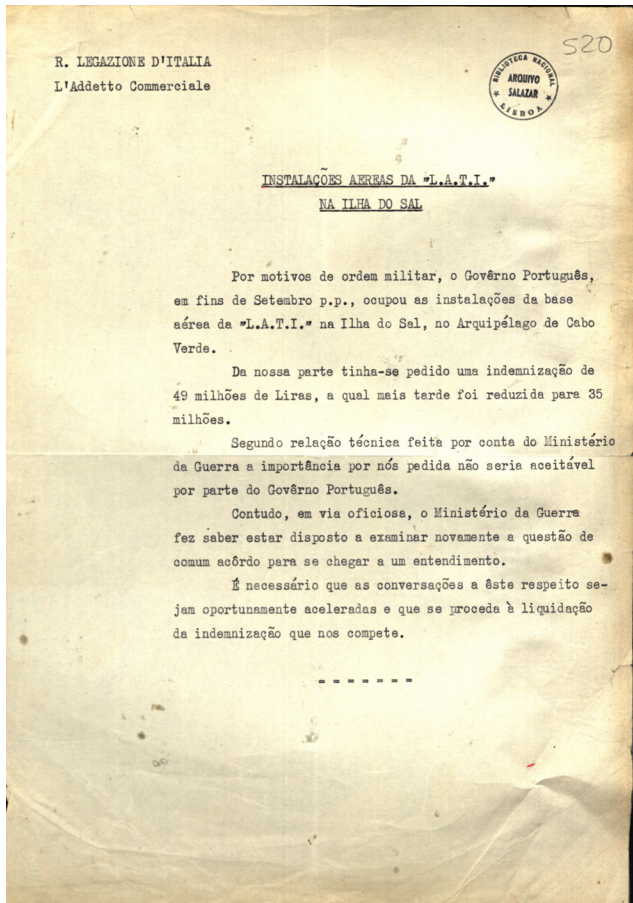 520
R. LEGAZIONE D'ITALIA
L'Addetto Commerciale
BIBLIOTECA NACIONAL
ARQUIVO
SALAZAR
LISBOA
INSTALAÇÕES AEREAS DA "L.A.T.I."
NA ILHA DO SAL
Por motivos de ordem militar, o Govêrno Português,
em fins de Setembro p.p., ocupou as instalações da base
aérea da "L.A.T.I." na Ilha do Sal, no Arquipélago de Cabo
Verde.
Da nossa parte tinha-se pedido uma indemnização de
49 milhões de Liras, a qual mais tarde foi reduzida para 35
milhões.
Segundo relação técnica feita por conta do Ministério
da Guerra a importância por nós pedida não seria aceitável
por parte do Govêrno Português.
Contudo, em via oficiosa, o Ministério da Guerra
fez saber estar disposto a examinar novamente a questão de
comum acôrdo para se chegar a um entendimento.
É necessário que as conversações a êste respeito se-
jam oportunamente aceleradas e que se proceda à liquidação
da indemnização que nos compete.
= = = = = = =